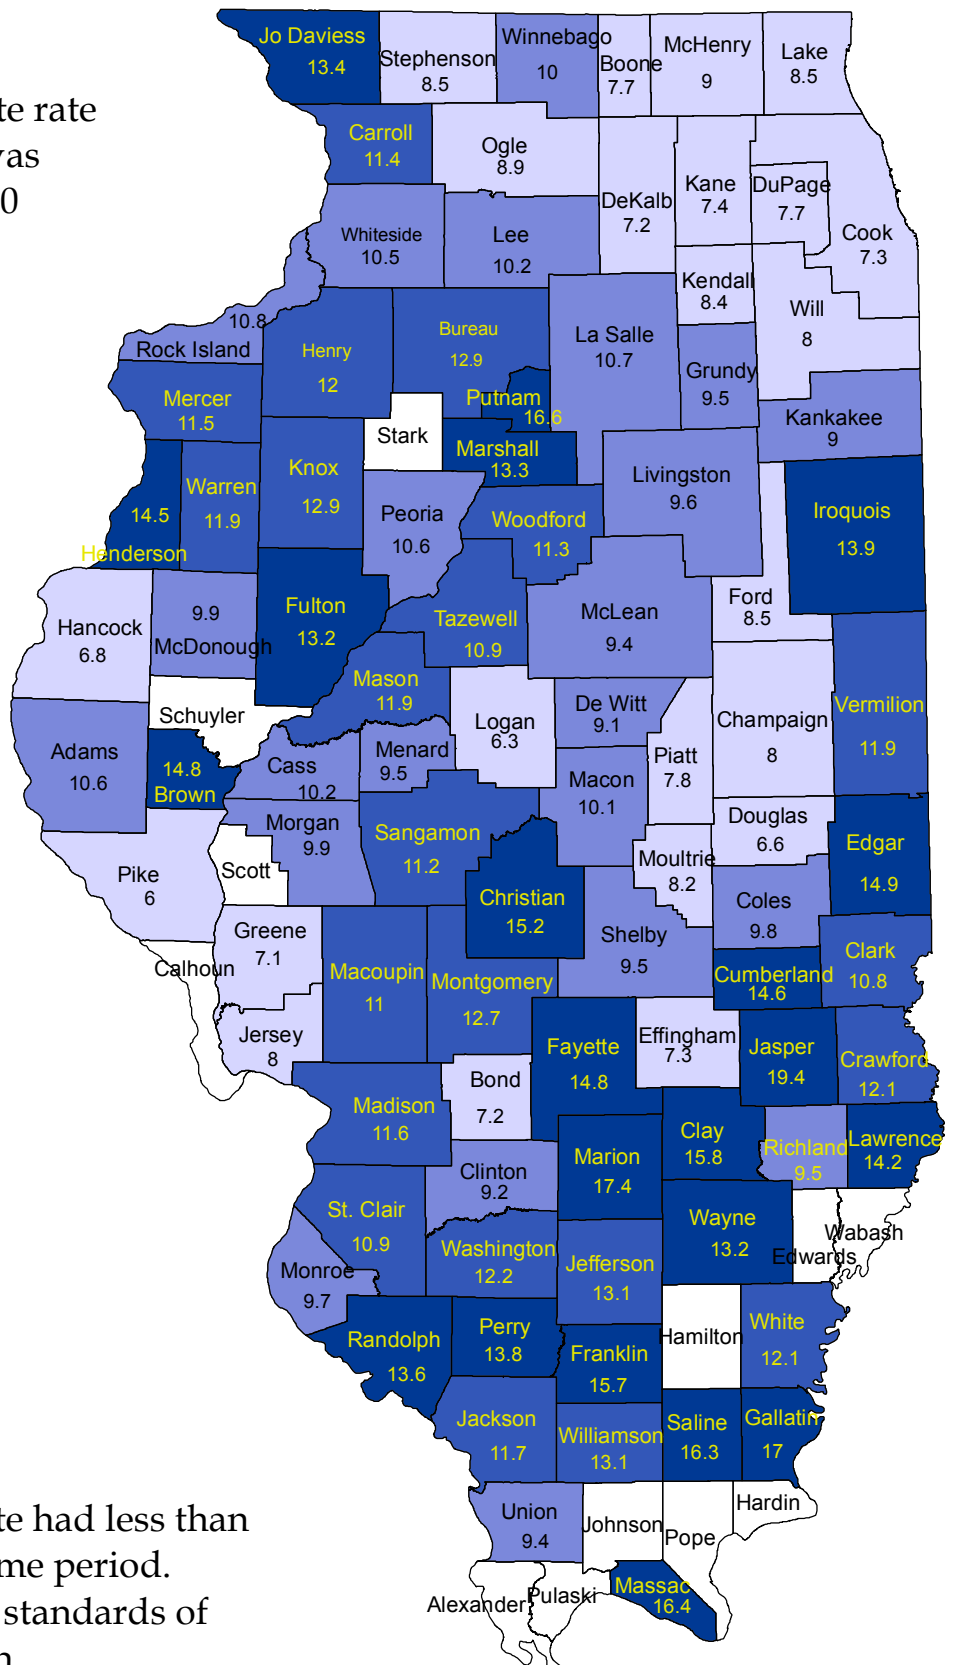 Jo Daviess
13.4
Stephenson
8.5
Winnebago
10
Boone
7.7
McHenry
9
Lake
8.5
te rate
vas
0
Carroll
11.4
Ogle
8.9
DeKalb
7.2
Kane
7.4
DuPage
7.7
Cook
7.3
Whiteside
10.5
Lee
10.2
Kendall
8.4
Will
8
10.8
Rock Island
Henry
12
Bureau
12.9
La Salle
10.7
Grundy
9.5
Kankakee
9
Mercer
11.5
Putnam
16.6
Stark
Marshall
13.3
Knox
12.9
Warren
11.9
14.5
Henderson
Peoria
10.6
Woodford
11.3
Livingston
9.6
Iroquois
13.9
Hancock
6.8
9.9
McDonough
Fulton
13.2
Tazewell
10.9
McLean
9.4
Ford
8.5
Mason
11.9
Schuyler
Logan
6.3
De Witt
9.1
Champaign
8
Vermilion
11.9
Adams
10.6
14.8
Brown
Cass
10.2
Menard
9.5
Piatt
7.8
Macon
10.1
Morgan
9.9
Sangamon
11.2
Douglas
6.6
Edgar
14.9
Pike
6
Scott
Christian
15.2
Moultrie
8.2
Coles
9.8
Greene
7.1
Shelby
9.5
Calhoun
Macoupin
11
Montgomery
12.7
Cumberland
14.6
Clark
10.8
Jersey
8
Fayette
14.8
Effingham
7.3
Jasper
19.4
Crawford
12.1
Bond
7.2
Madison
11.6
Clay
15.8
Richland
9.5
Lawrence
14.2
Marion
17.4
Clinton
9.2
St. Clair
10.9
Wayne
13.2
Edwards
Wabash
Washington
12.2
Jefferson
13.1
Monroe
9.7
Randolph
13.6
Perry
13.8
Hamilton
White
12.1
Franklin
15.7
Jackson
11.7
Williamson
13.1
Saline
16.3
Gallatin
17
Union
9.4
Johnson
Pope
Hardin
te had less than
me period.
standards of
n
Alexander
Pulaski
Massac
16.4